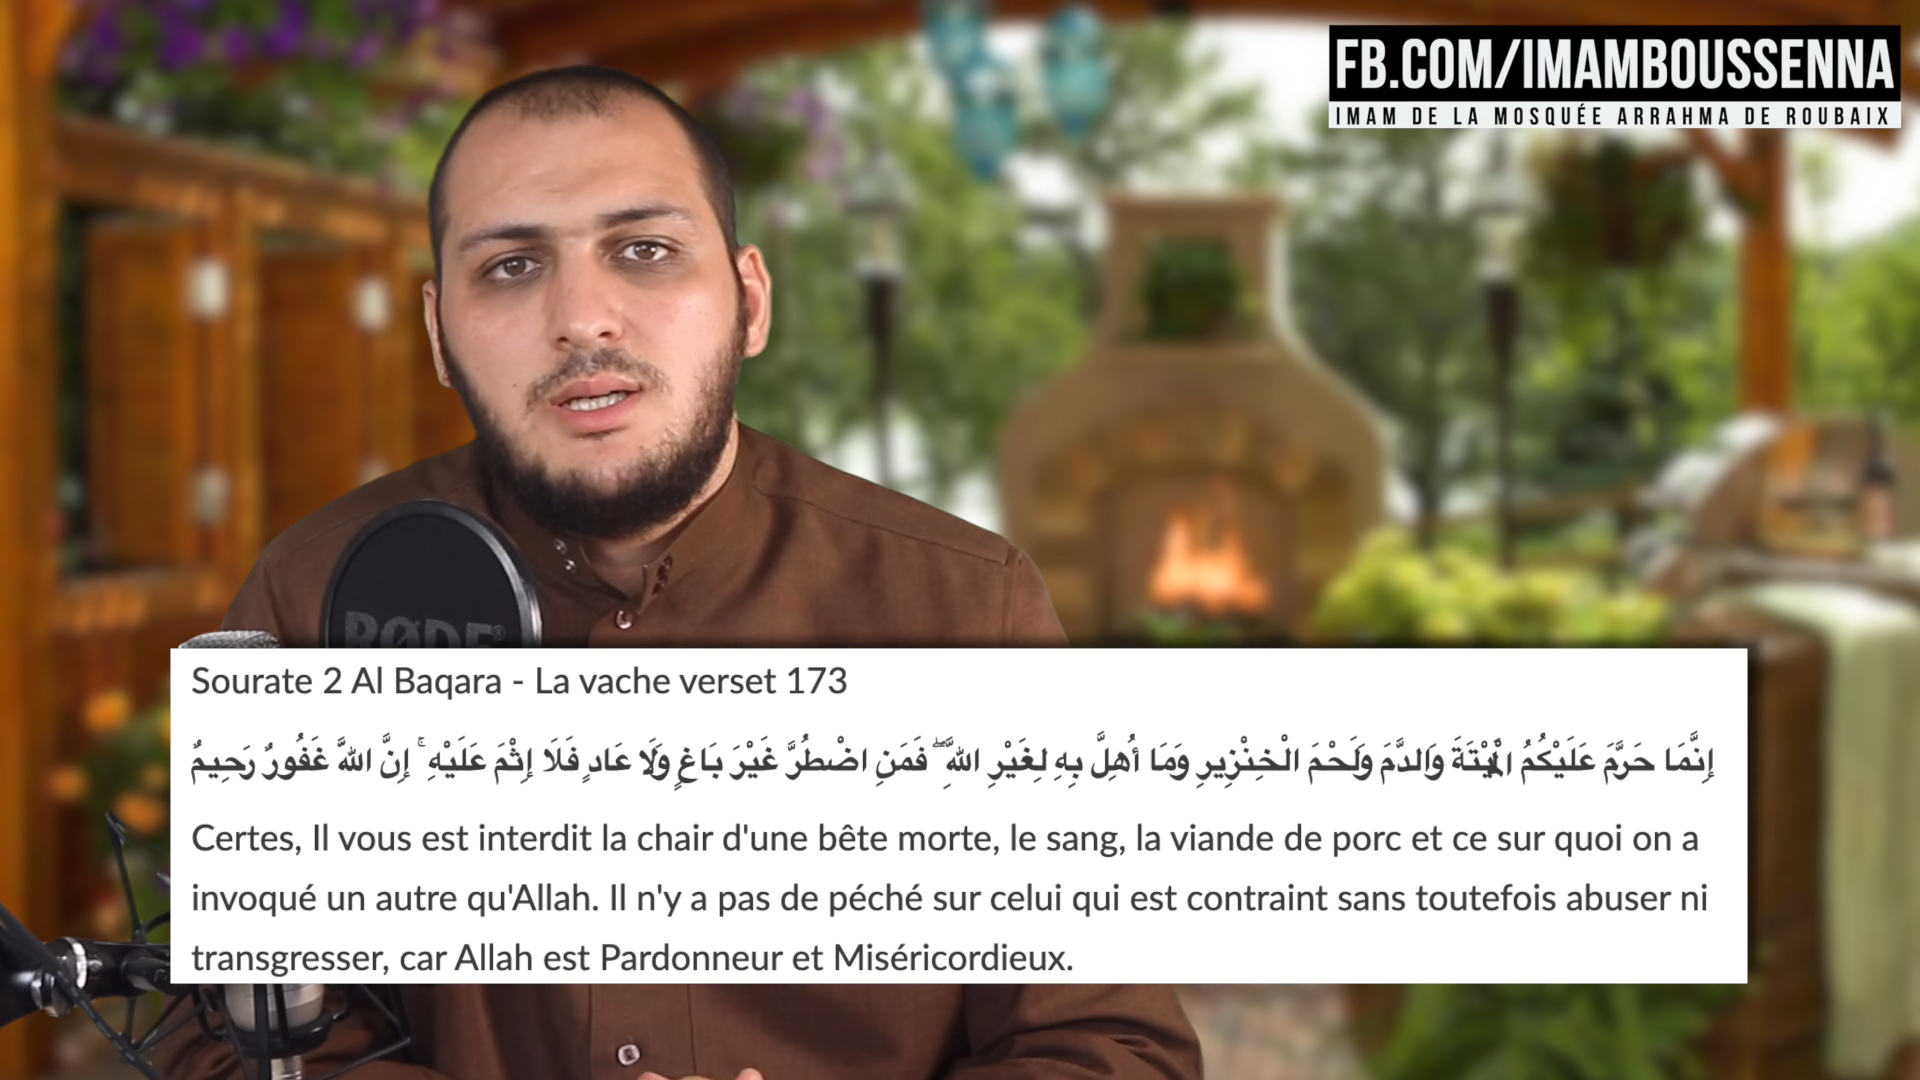 FB.COM/IMAMBOUSSENNA
IMAM DE LA MOSQUÉE ARRAHMA DE ROUBAIX
RØDE®
Sourate 2 Al Baqara - La vache verset 173
إِنَّمَا حَرَّمَ عَلَيْكُمُ الْمَيْتَةَ وَالدَّمَ وَلَحْمَ الْخِنْزِيرِ وَمَا أُهِلَّ بِهِ لِغَيْرِ اللَّهِ ۖ فَمَنِ اضْطُرَّ غَيْرَ بَاغٍ وَلَا عَادٍ فَلَا إِثْمَ عَلَيْهِ ۚ إِنَّ اللَّهَ غَفُورٌ رَحِيمٌ
Certes, Il vous est interdit la chair d'une bête morte, le sang, la viande de porc et ce sur quoi on a
invoqué un autre qu'Allah. Il n'y a pas de péché sur celui qui est contraint sans toutefois abuser ni
transgresser, car Allah est Pardonneur et Miséricordieux.